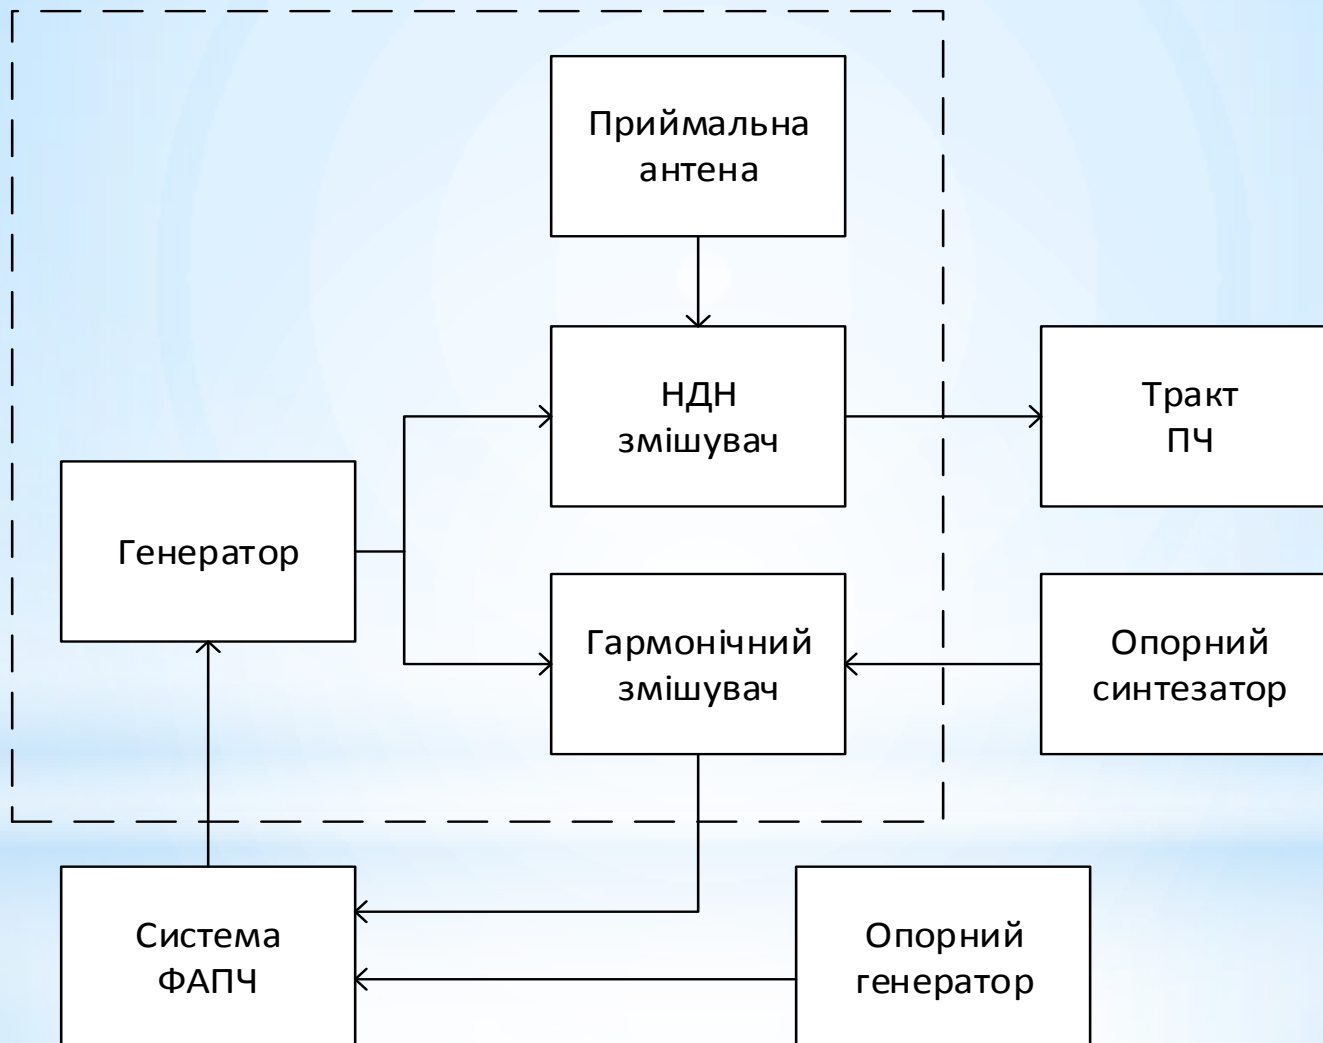 Приймальна
антена
НДН
змішувач
Тракт
ПЧ
Генератор
Гармонічний
змішувач
Опорний
синтезатор
Система
ФАПЧ
Опорний
генератор